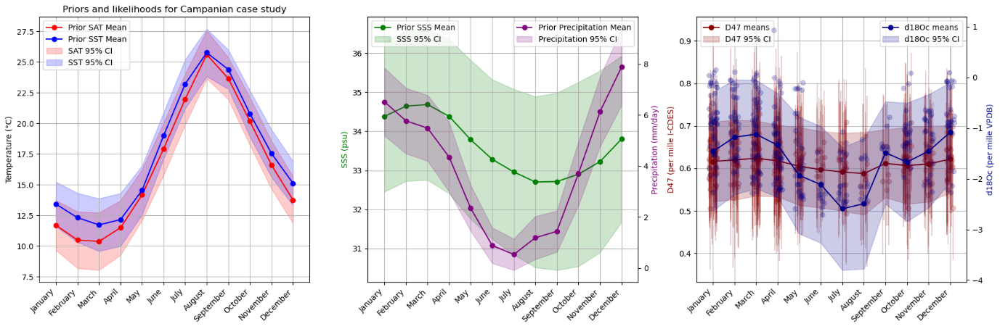 Priors and likelihoods for Campanian case study
Prior SAT Mean
Prior SST Mean
SAT 95% CI
SST 95% CI
Temperature (°C)
27.5
25.0
22.5
20.0
17.5
15.0
12.5
10.0
7.5
January
February
March
April
May
June
July
August
September
October
November
December
Prior SSS Mean
SSS 95% CI
Prior Precipitation Mean
Precipitation 95% CI
SSS (psu)
36
35
34
33
32
31
8
6
4
2
0
Precipitation (mm/day)
January
February
March
April
May
June
July
August
September
October
November
December
D47 means
D47 95% CI
d18Oc means
d18Oc 95% CI
D47 (per mille I-CDES)
0.9
0.8
0.7
0.6
0.5
0.4
1
0
−1
−2
−3
−4
d18Oc (per mille VPDB)
January
February
March
April
May
June
July
August
September
October
November
December